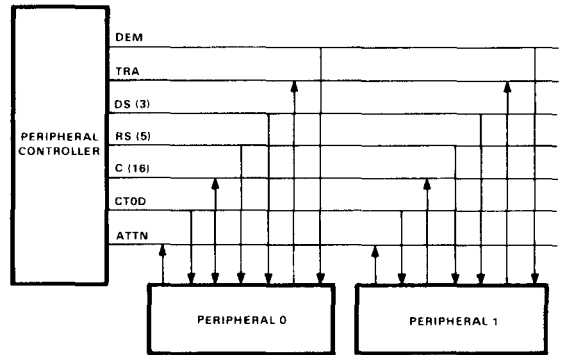 DEM
TRA
DS (3)
RS (5)
PERIPHERAL
CONTROLLER
C (16)
CTOD
ATTN
PERIPHERAL 0
PERIPHERAL 1